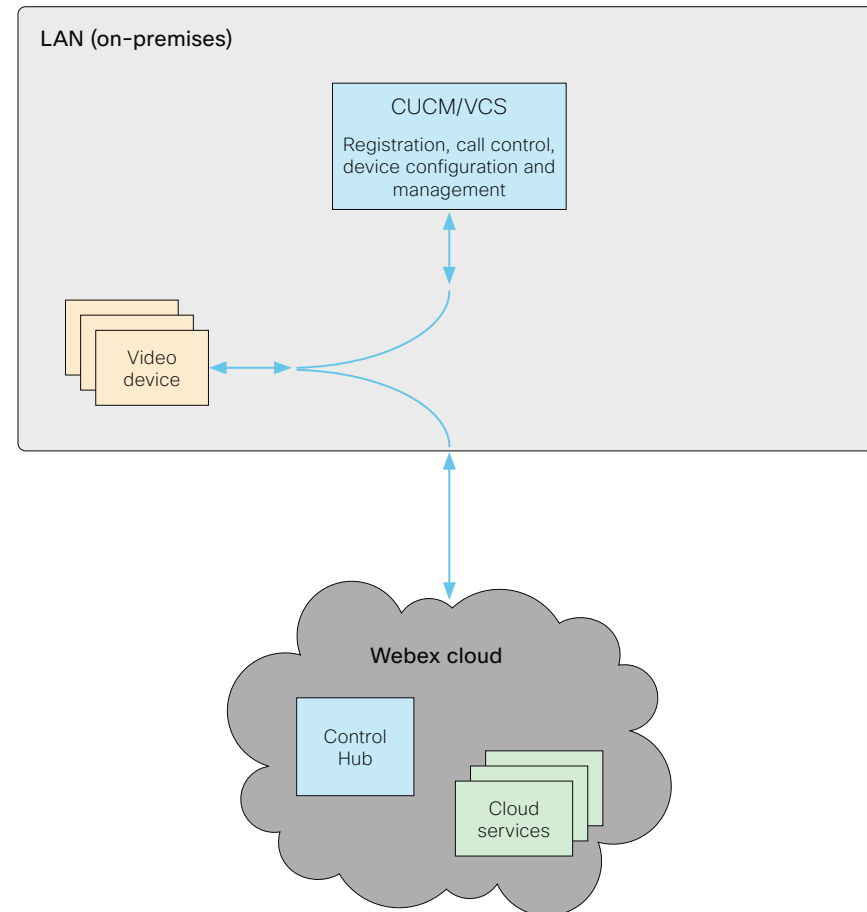 LAN (on-premises)
CUCM/VCS
Registration, call control,
device configuration and
management
Video
device
Webex cloud
Control
Hub
Cloud
services